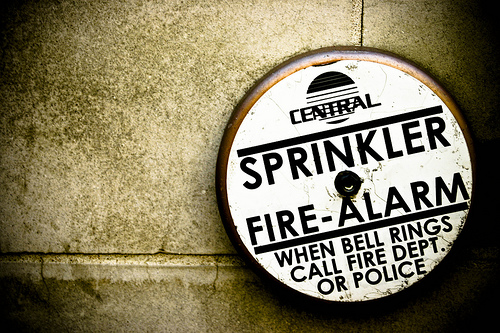 CENTRAL
SPRINKLER
FIRE-ALARM
WHEN BELL RINGS
CALL FIRE DEPT.
OR POLICE